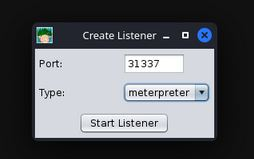 Create Listener
Port: 31337
Type: meterpreter
Start Listener